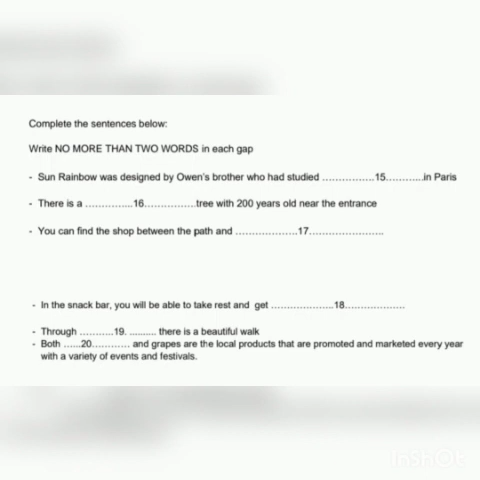 Complete the sentences below:
Write NO MORE THAN TWO WORDS in each gap
- Sun Rainbow was designed by Owen's brother who had studied ................15............in Paris
- There is a ...............16.................tree with 200 years old near the entrance
- You can find the shop between the path and ....................17........................
- In the snack bar, you will be able to take rest and get ....................18...................
- Through ...........19. .......... there is a beautiful walk
- Both ......20............. and grapes are the local products that are promoted and marketed every year
with a variety of events and festivals.
InShOt